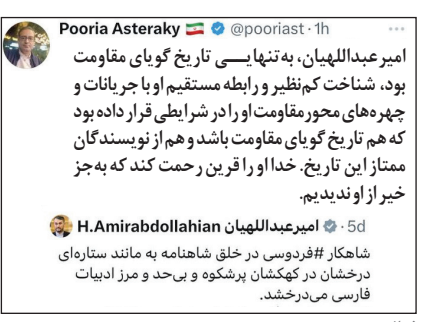 Pooria Asteraky 🇮🇷 @pooriast · 1h
امیرعبداللهیان، به‌تنهایـــی تاریخ گویای مقاومت
بود، شناخت کم‌نظیر و رابطه مستقیم او با جریانات و
چهره‌های محور مقاومت او را در شرایطی قرار داده بود
که هم تاریخ گویای مقاومت باشد و هم از نویسندگان
ممتاز این تاریخ. خدا او را قرین رحمت کند که به‌جز
خیر از او ندیدیم.
H.Amirabdollahian امیرعبداللهیان · 5d
شاهکار #فردوسی در خلق شاهنامه به مانند ستاره‌ای
درخشان در کهکشان پرشکوه و بی‌حد و مرز ادبیات
فارسی می‌درخشد.